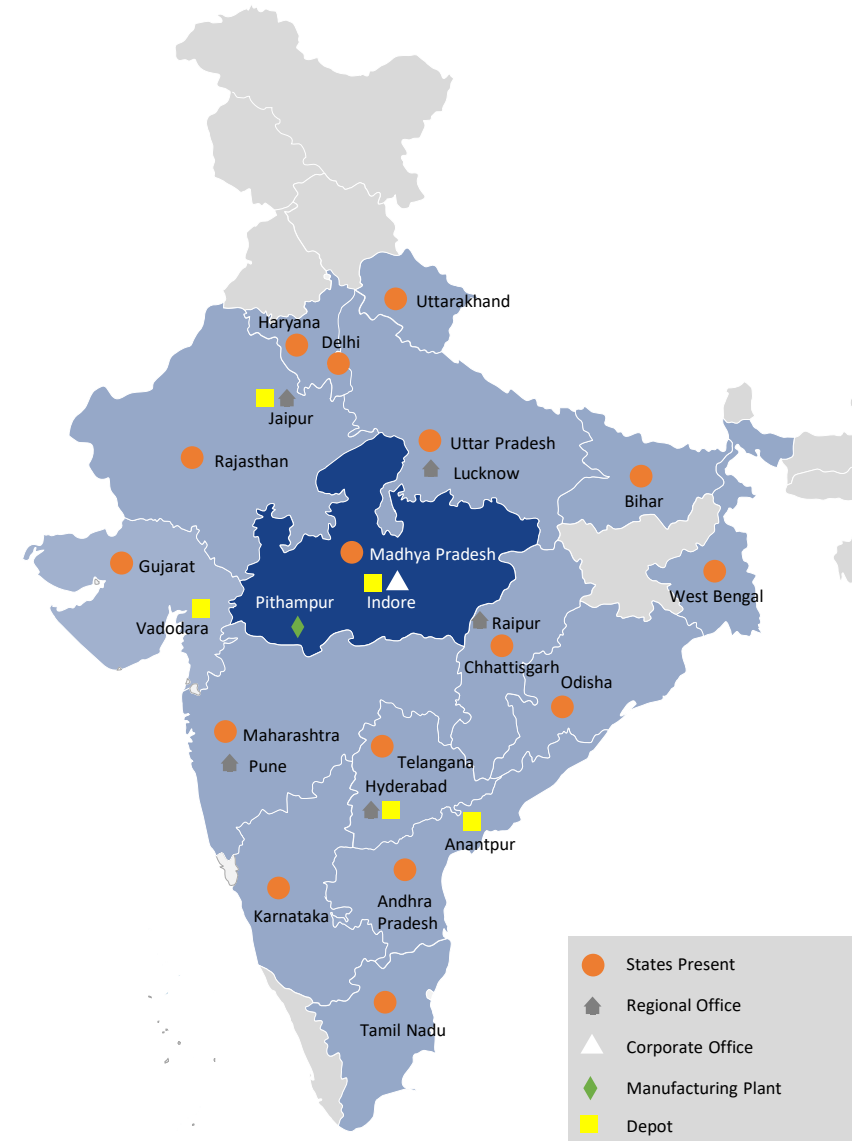 Uttarakhand
Haryana
Delhi
Jaipur
Uttar Pradesh
Rajasthan
Lucknow
Bihar
Madhya Pradesh
Gujarat
West Bengal
Pithampur
Indore
Vadodara
Raipur
Chhattisgarh
Odisha
Maharashtra
Telangana
Pune
Hyderabad
Anantpur
Andhra
Pradesh
Karnataka
Tamil Nadu
States Present
Regional Office
Corporate Office
Manufacturing Plant
Depot